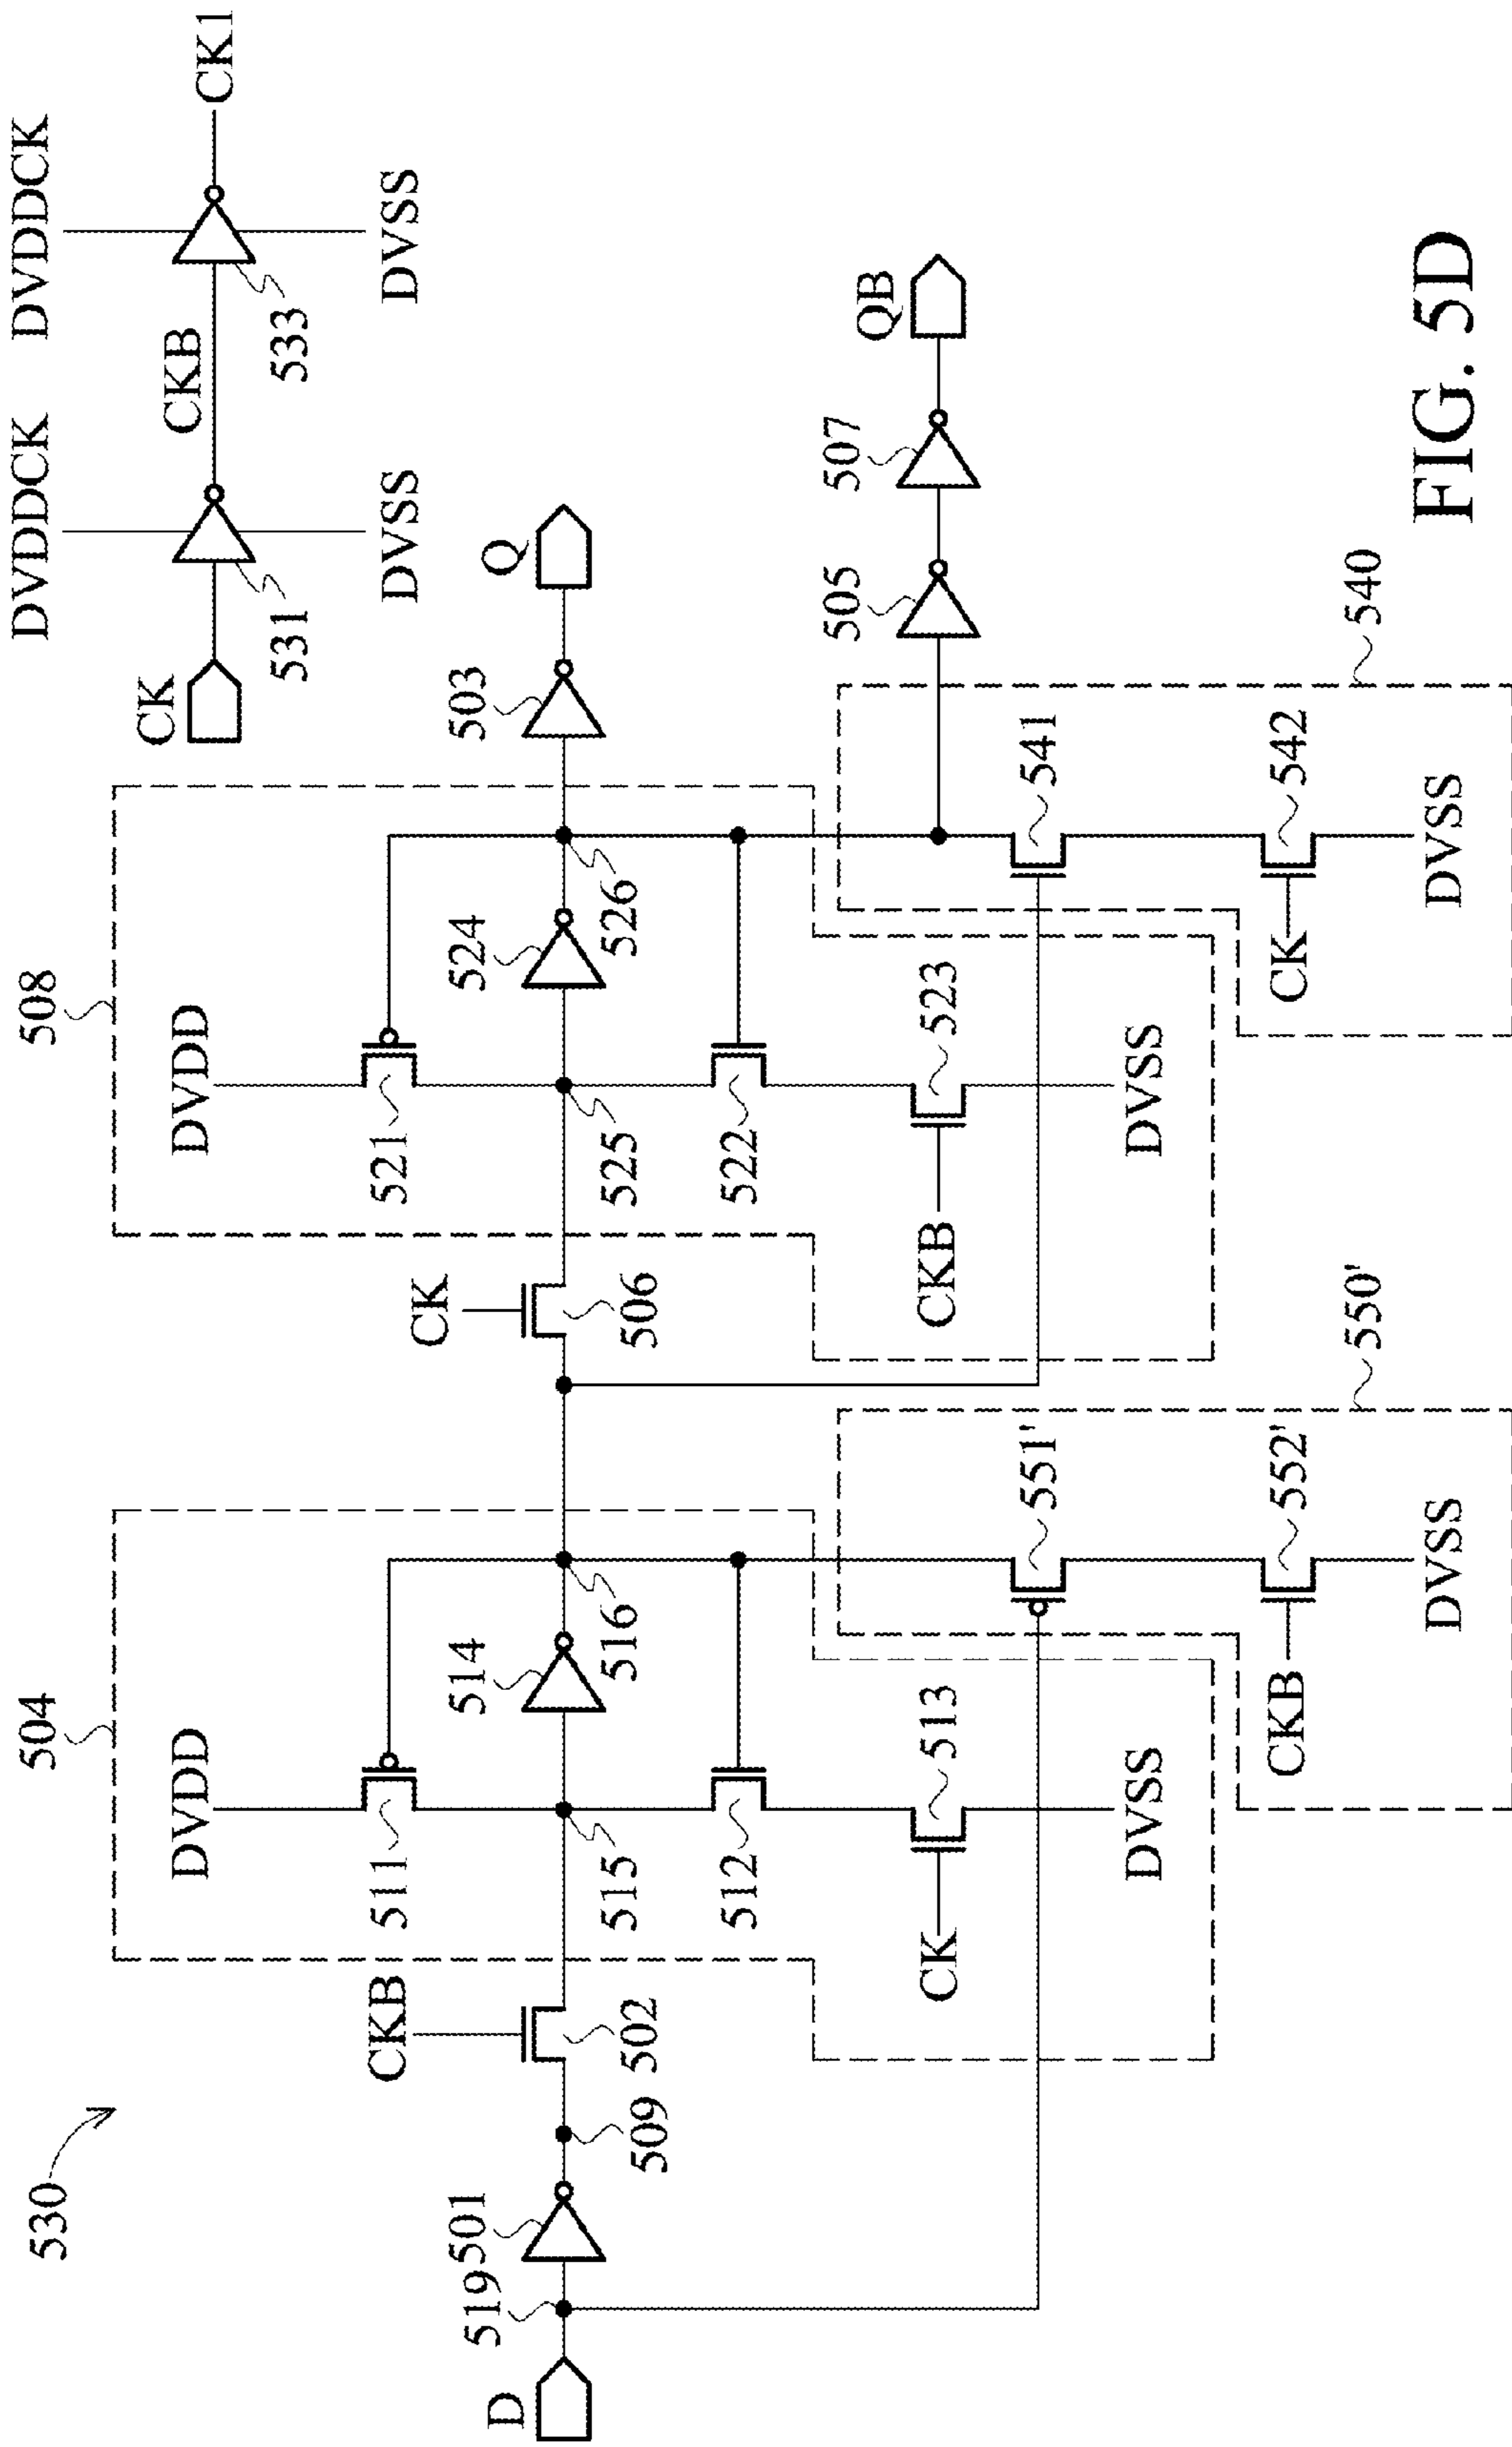 530
D
519
501
509
CKB
502
504
DVDD
511
515
514
516
512
CK
513
DVSS
550'
551'
CKB
552'
DVSS
CK
506
508
DVDD
521
525
524
526
522
CKB
523
DVSS
540
541
CK
542
DVSS
503
Q
505
507
QB
CK
DVDDCK
531
DVSS
CKB
DVDDCK
533
DVSS
CK1
FIG. 5D